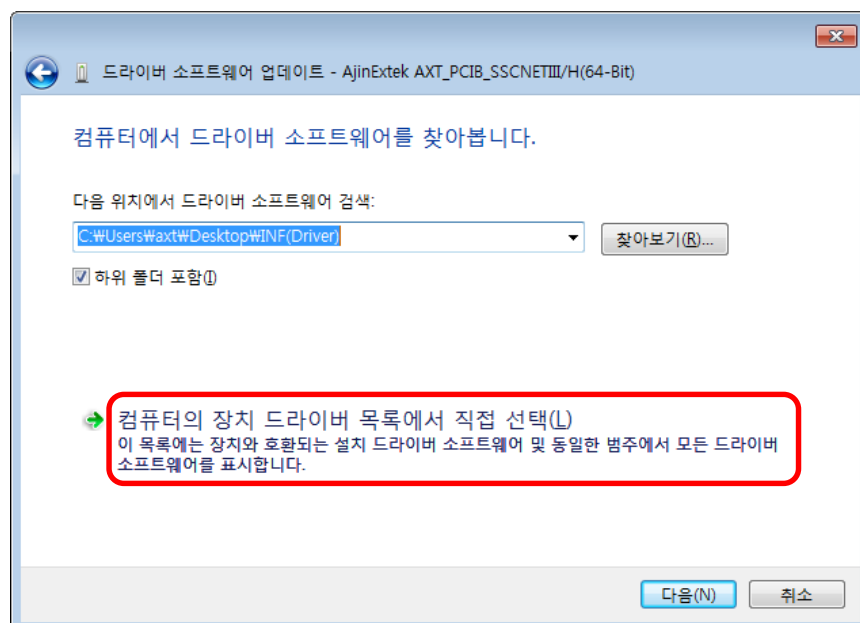 드라이버 소프트웨어 업데이트 - AjinExtek AXT_PCIB_SSCNETⅢ/H(64-Bit)
컴퓨터에서 드라이버 소프트웨어를 찾아봅니다.
다음 위치에서 드라이버 소프트웨어 검색:
C:₩Users₩axt₩Desktop₩INF(Driver)
찾아보기(R)...
하위 폴더 포함(I)
컴퓨터의 장치 드라이버 목록에서 직접 선택(L)
이 목록에는 장치와 호환되는 설치 드라이버 소프트웨어 및 동일한 범주에서 모든 드라이버
소프트웨어를 표시합니다.
다음(N)
취소